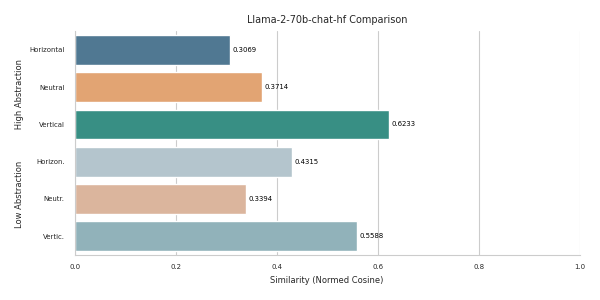 Llama-2-70b-chat-hf Comparison
High Abstraction
Horizontal
0.3069
Neutral
0.3714
Vertical
0.6233
Low Abstraction
Horizon.
0.4315
Neutr.
0.3394
Vertic.
0.5588
0.0 0.2 0.4 0.6 0.8 1.0
Similarity (Normed Cosine)